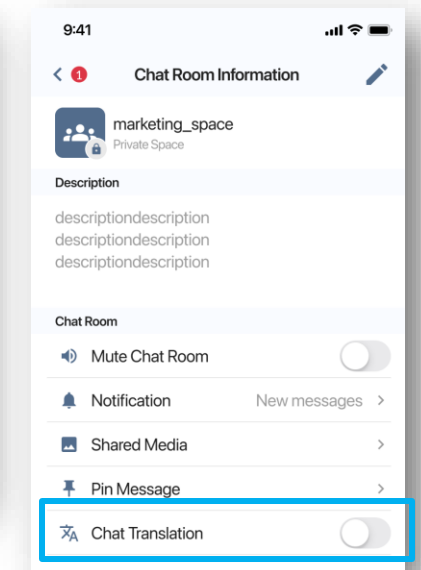 9:41
1
Chat Room Information
marketing_space
Private Space
Description
descriptiondescription
descriptiondescription
descriptiondescription
Chat Room
Mute Chat Room
Notification New messages
Shared Media
Pin Message
Chat Translation